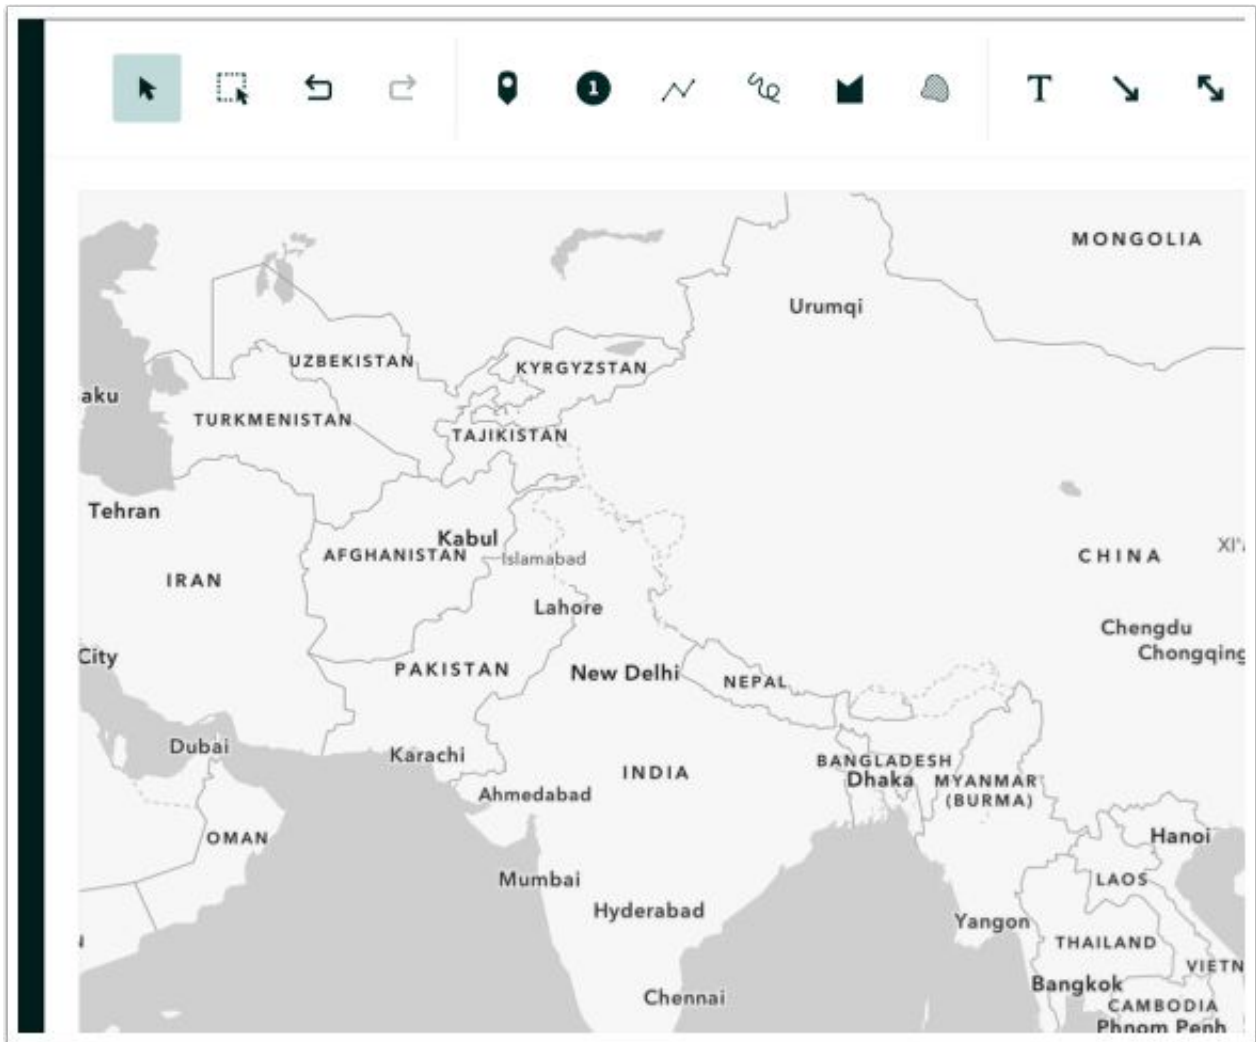 1
T
MONGOLIA
Urumqi
UZBEKISTAN
KYRGYZSTAN
aku
TURKMENISTAN
TAJIKISTAN
Tehran
Kabul
AFGHANISTAN
Islamabad
CHINA
XI'
IRAN
Lahore
Chengdu
City
Chongqing
PAKISTAN
New Delhi
NEPAL
Dubai
Karachi
BANGLADESH
INDIA
Dhaka
MYANMAR
(BURMA)
Ahmedabad
OMAN
Hanoi
Mumbai
LAOS
Hyderabad
Yangon
THAILAND
VIETN
Bangkok
Chennai
CAMBODIA
Phnom Penh